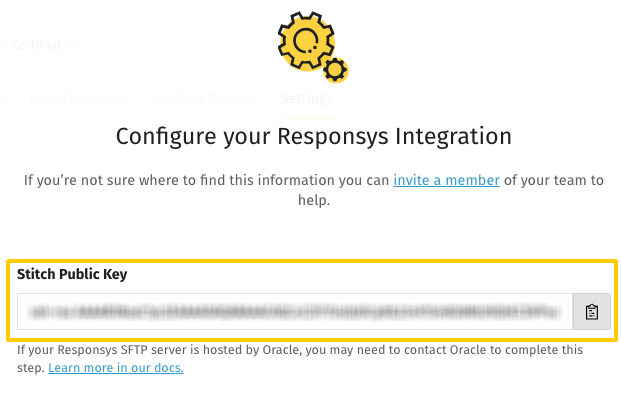 Certified
Extraction Logs Loading Reports Settings
Configure your Responsys Integration
If you’re not sure where to find this information you can invite a member of your team to
help.
Stitch Public Key
If your Responsys SFTP server is hosted by Oracle, you may need to contact Oracle to complete this
step. Learn more in our docs.